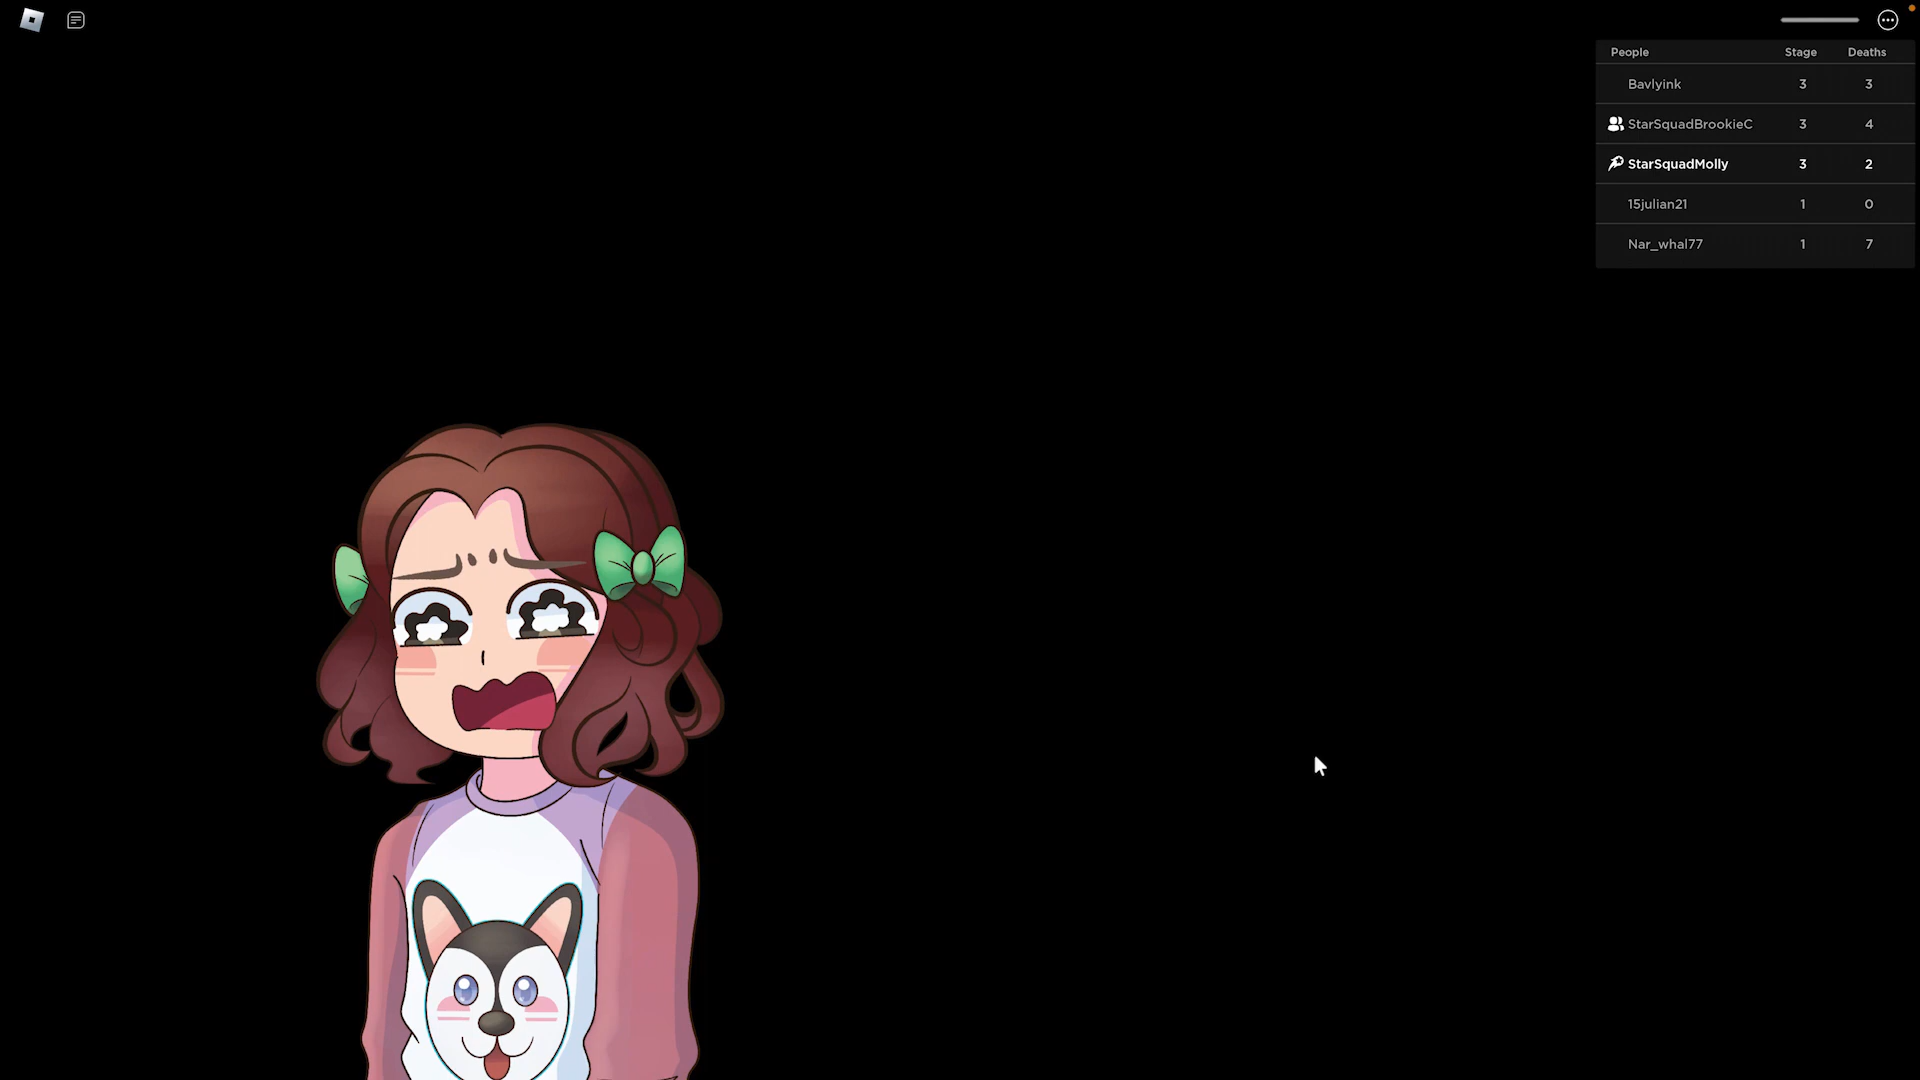 People Stage Deaths
Bavlyink 3 3
StarSquadBrookieC 3 4
StarSquadMolly 3 2
15julian21 1 0
Nar_whal77 1 7